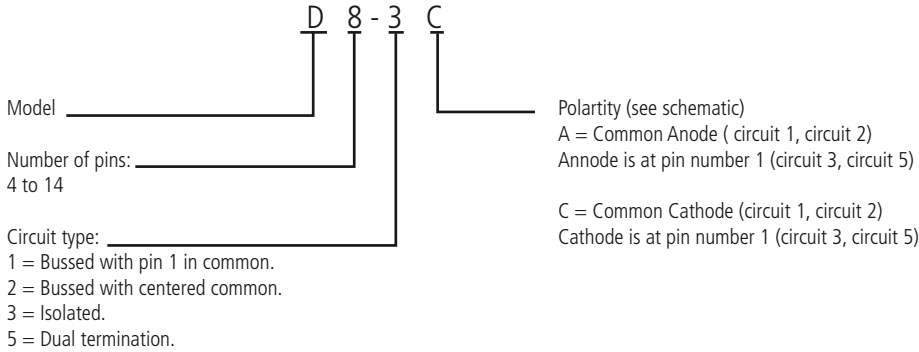 D 8 - 3 C
Model
Number of pins:
4 to 14
Circuit type:
1 = Bussed with pin 1 in common.
2 = Bussed with centered common.
3 = Isolated.
5 = Dual termination.
Polartity (see schematic)
A = Common Anode ( circuit 1, circuit 2)
Annode is at pin number 1 (circuit 3, circuit 5)
C = Common Cathode (circuit 1, circuit 2)
Cathode is at pin number 1 (circuit 3, circuit 5)